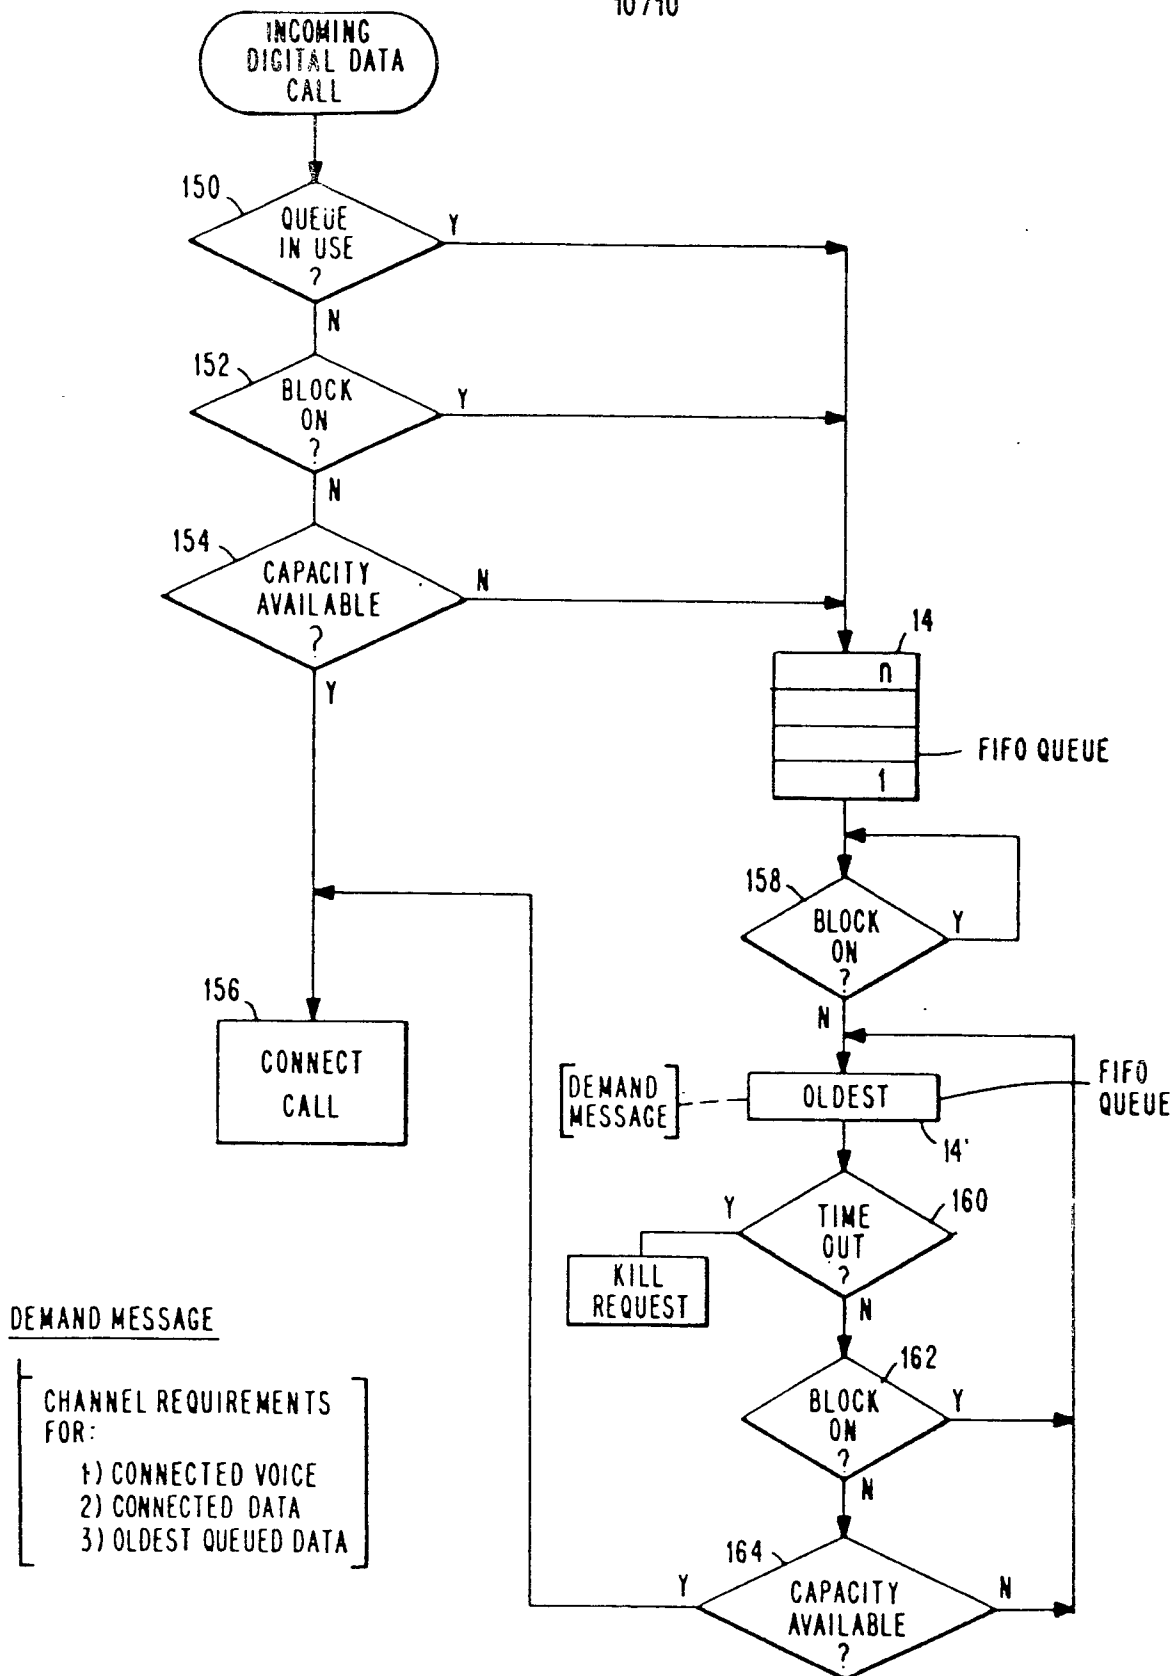 10/10
INCOMING
DIGITAL DATA
CALL
150
QUEUE
IN USE
?
Y
N
152
BLOCK
ON
?
Y
N
154
CAPACITY
AVAILABLE
?
N
Y
14
n
1
FIFO QUEUE
158
BLOCK
ON
?
Y
N
156
CONNECT
CALL
[DEMAND
MESSAGE]
OLDEST
FIFO
QUEUE
14'
160
TIME
OUT
?
Y
N
KILL
REQUEST
162
BLOCK
ON
?
Y
N
164
CAPACITY
AVAILABLE
?
Y
N
DEMAND MESSAGE
CHANNEL REQUIREMENTS
FOR:
1) CONNECTED VOICE
2) CONNECTED DATA
3) OLDEST QUEUED DATA